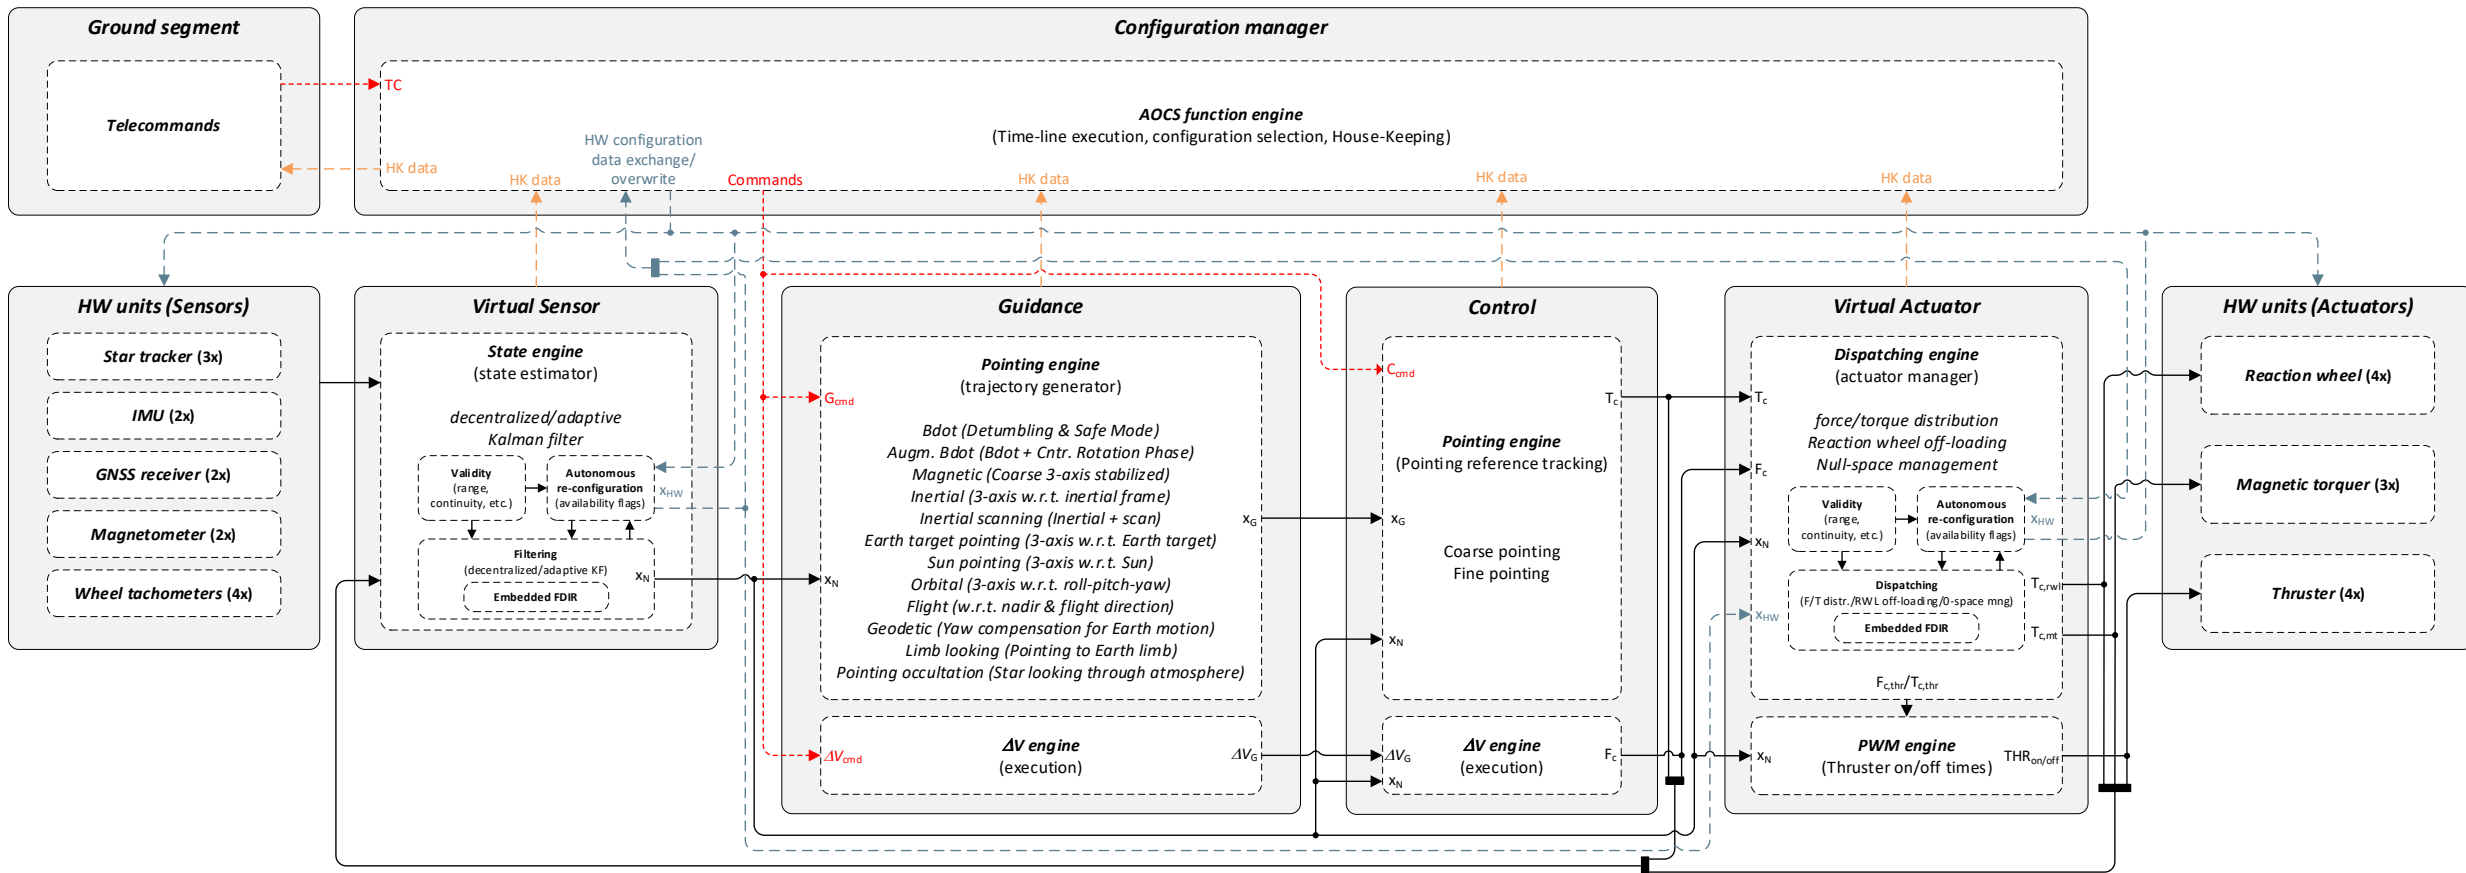 Ground segment
Telecommands
Configuration manager
TC
HK data
AOCS function engine
(Time-line execution, configuration selection, House-Keeping)
HW configuration
data exchange/
overwrite
HK data
Commands
HK data
HK data
HK data
HW units (Sensors)
Star tracker (3x)
IMU (2x)
GNSS receiver (2x)
Magnetometer (2x)
Wheel tachometers (4x)
Virtual Sensor
State engine
(state estimator)
decentralized/adaptive
Kalman filter
Validity
(range,
continuity, etc.)
Autonomous
re-configuration
(availability flags)
xHW
Filtering
(decentralized/adaptive KF)
Embedded FDIR
xN
Guidance
Pointing engine
(trajectory generator)
Gcmd
Bdot (Detumbling & Safe Mode)
Augm. Bdot (Bdot + Cntr. Rotation Phase)
Magnetic (Coarse 3-axis stabilized)
Inertial (3-axis w.r.t. inertial frame)
Inertial scanning (Inertial + scan)
xG
Earth target pointing (3-axis w.r.t. Earth target)
Sun pointing (3-axis w.r.t. Sun)
xN
Orbital (3-axis w.r.t. roll-pitch-yaw)
Flight (w.r.t. nadir & flight direction)
Geodetic (Yaw compensation for Earth motion)
Limb looking (Pointing to Earth limb)
Pointing occultation (Star looking through atmosphere)
ΔV engine
(execution)
ΔVcmd
ΔVG
Control
Ccmd
Tc
Pointing engine
(Pointing reference tracking)
xG
Coarse pointing
Fine pointing
xN
ΔV engine
(execution)
ΔVG
xN
Fc
Virtual Actuator
Dispatching engine
(actuator manager)
Tc
force/torque distribution
Reaction wheel off-loading
Null-space management
Fc
Validity
(range,
continuity, etc.)
Autonomous
re-configuration
(availability flags)
xHW
xN
Dispatching
(F/T distr./RWL off-loading/0-space mng)
Embedded FDIR
xHW
Tc,rw
Tc,mt
Fc,thr/Tc,thr
PWM engine
(Thruster on/off times)
xN
THRon/off
HW units (Actuators)
Reaction wheel (4x)
Magnetic torquer (3x)
Thruster (4x)